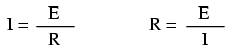 1 = E / R    R = E / 1